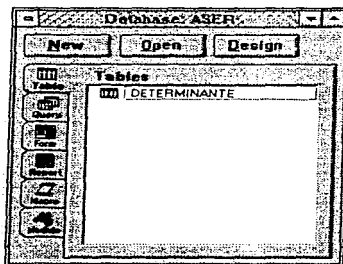 Database: ASER
New Open Design
Table
Tables
DETERMINANTE
Query
Form
Report
Macro
Module